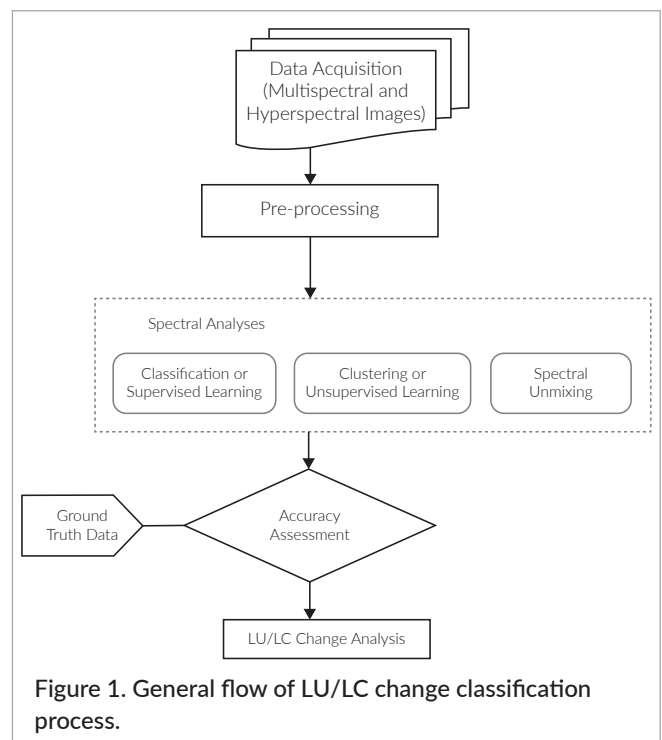 Data Acquisition
(Multispectral and
Hyperspectral Images)
Pre-processing
Spectral Analyses
Classification or
Supervised Learning
Clustering or
Unsupervised Learning
Spectral
Unmixing
Ground
Truth Data
Accuracy
Assessment
LU/LC Change Analysis
Figure 1. General flow of LU/LC change classification
process.